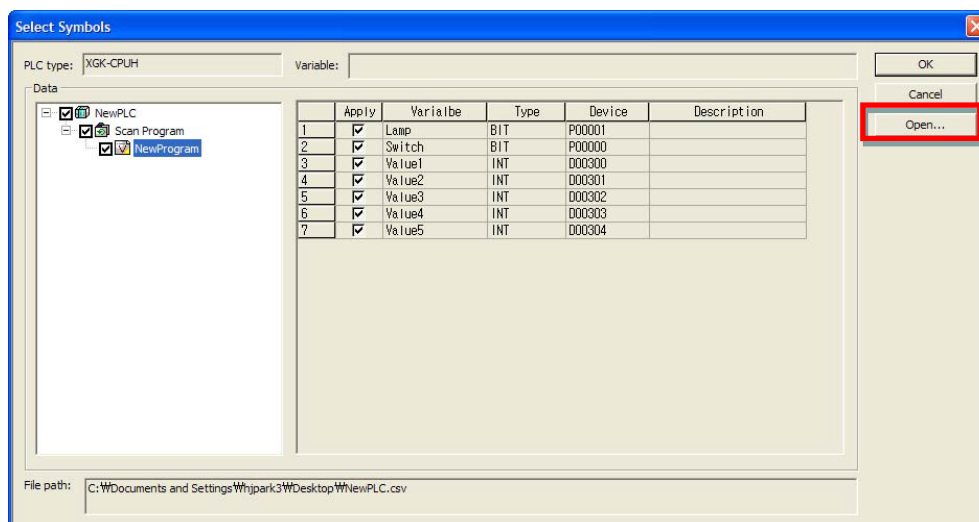 Select Symbols
PLC type: XGK-CPUH Variable: OK
Cancel
Open...
Data
NewPLC
Scan Program
NewProgram
Apply Varialbe Type Device Description
1 Lamp BIT P00001
2 Switch BIT P00000
3 Value1 INT D00300
4 Value2 INT D00301
5 Value3 INT D00302
6 Value4 INT D00303
7 Value5 INT D00304
File path: C:₩Documents and Settings₩hjpark3₩Desktop₩NewPLC.csv